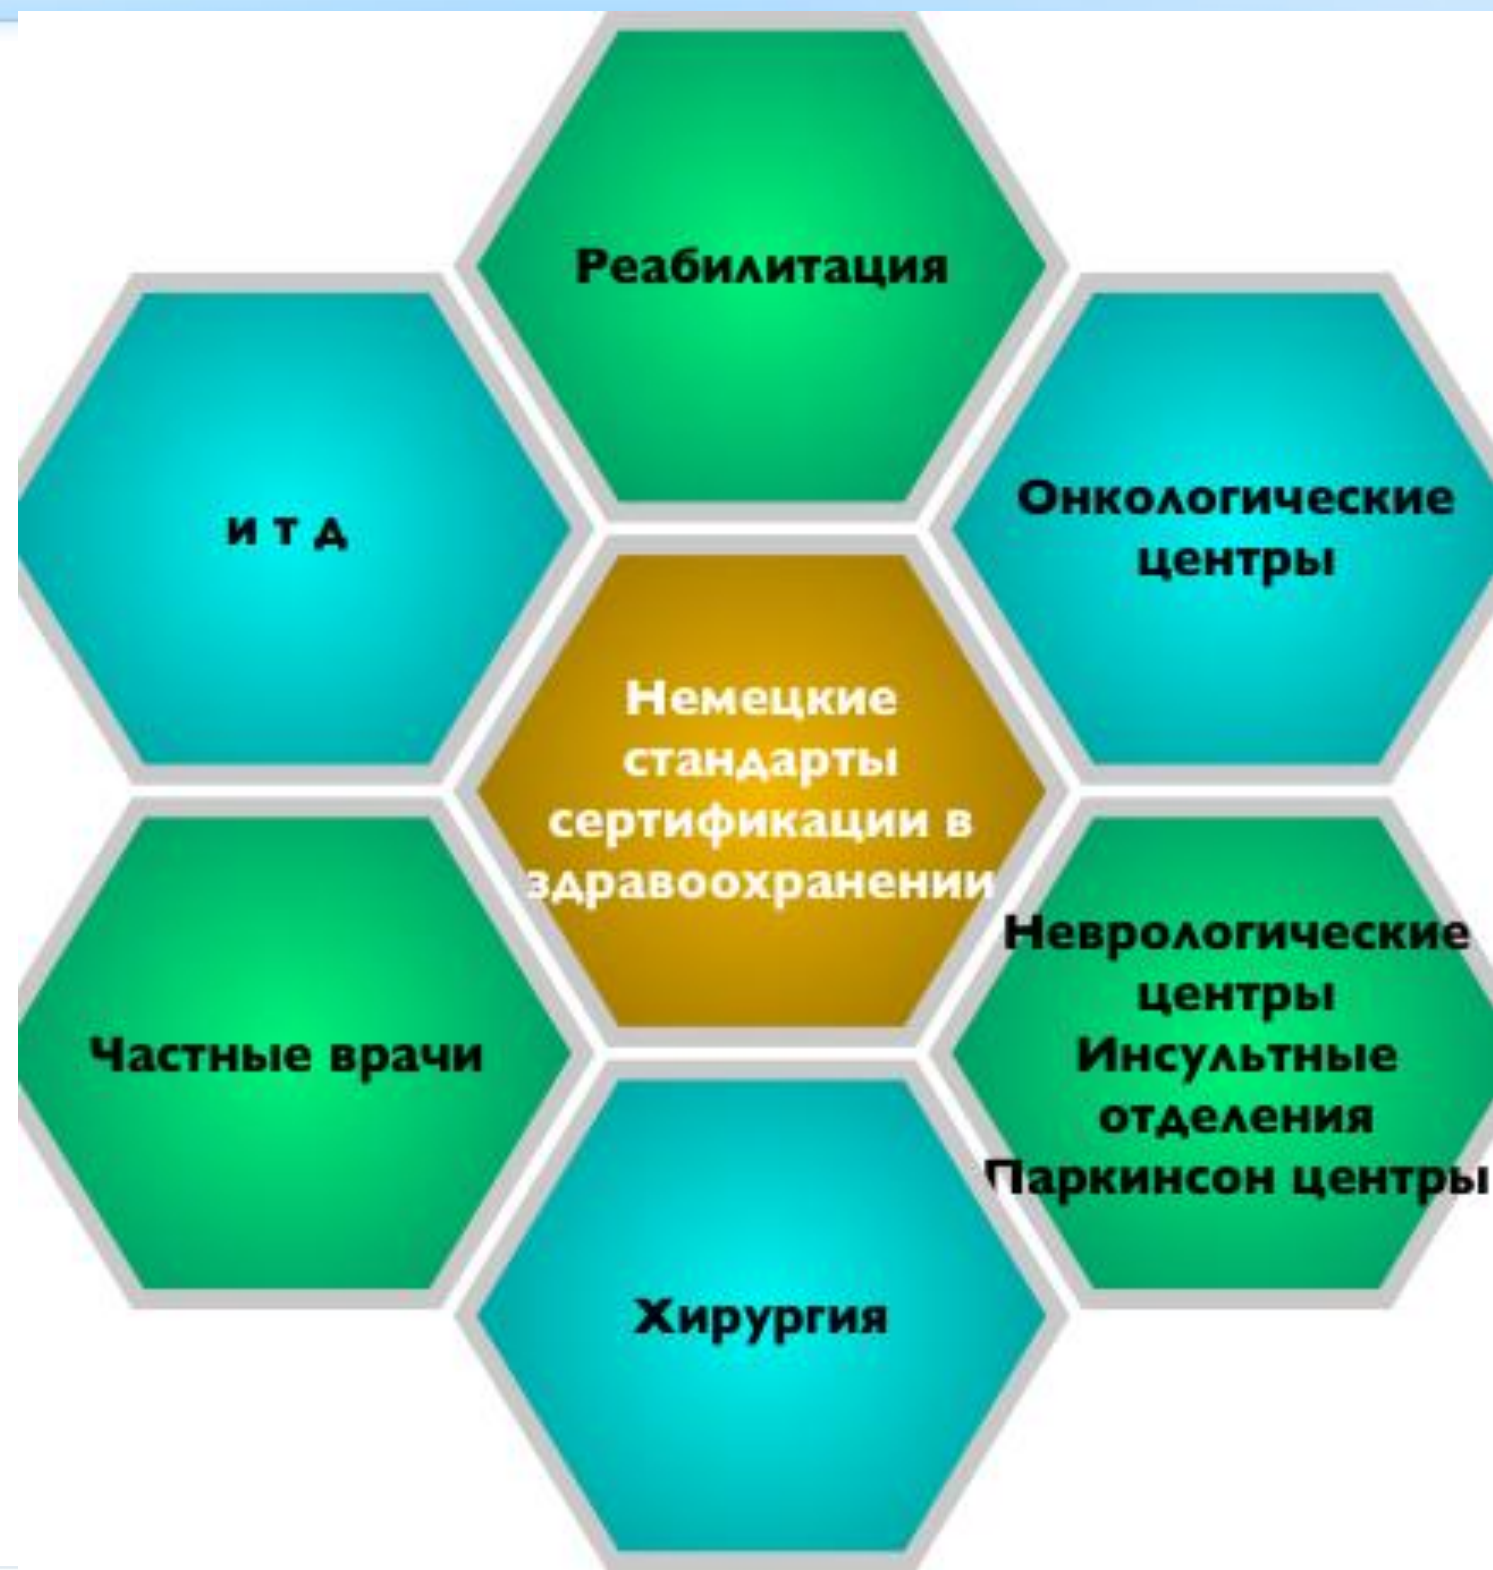 Реабилитация
и т д
Онкологические
центры
Немецкие
стандарты
сертификации в
здравоохранении
Частные врачи
Неврологические
центры
Инсультные
отделения
Паркинсон центры
Хирургия